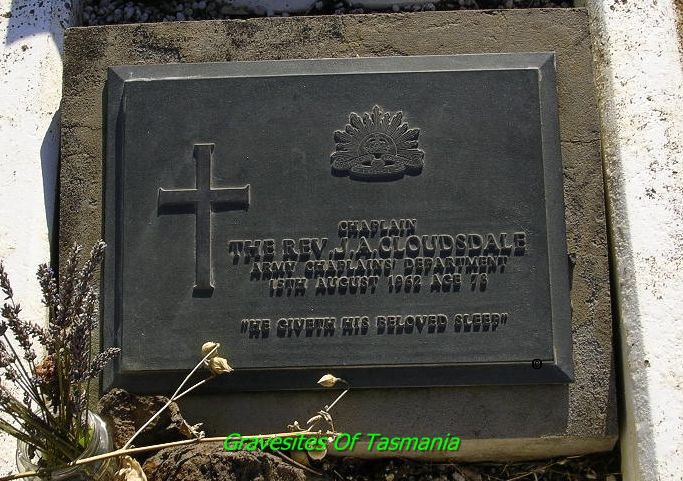 CHAPLAIN
THE REV. J.A. CLOUDSDALE
ARMY CHAPLAINS' DEPARTMENT
15TH AUGUST 1962 AGE 78
"HE GIVETH HIS BELOVED SLEEP"
©
Gravesites Of Tasmania